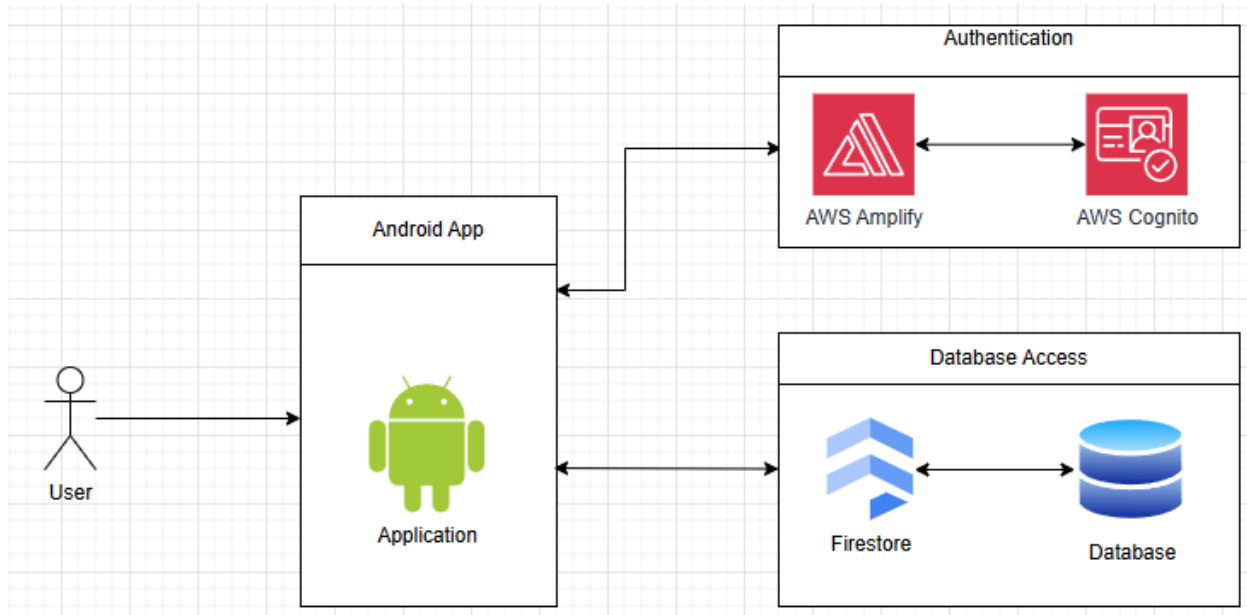 Authentication
AWS Amplify
AWS Cognito
Android App
Application
User
Database Access
Firestore
Database